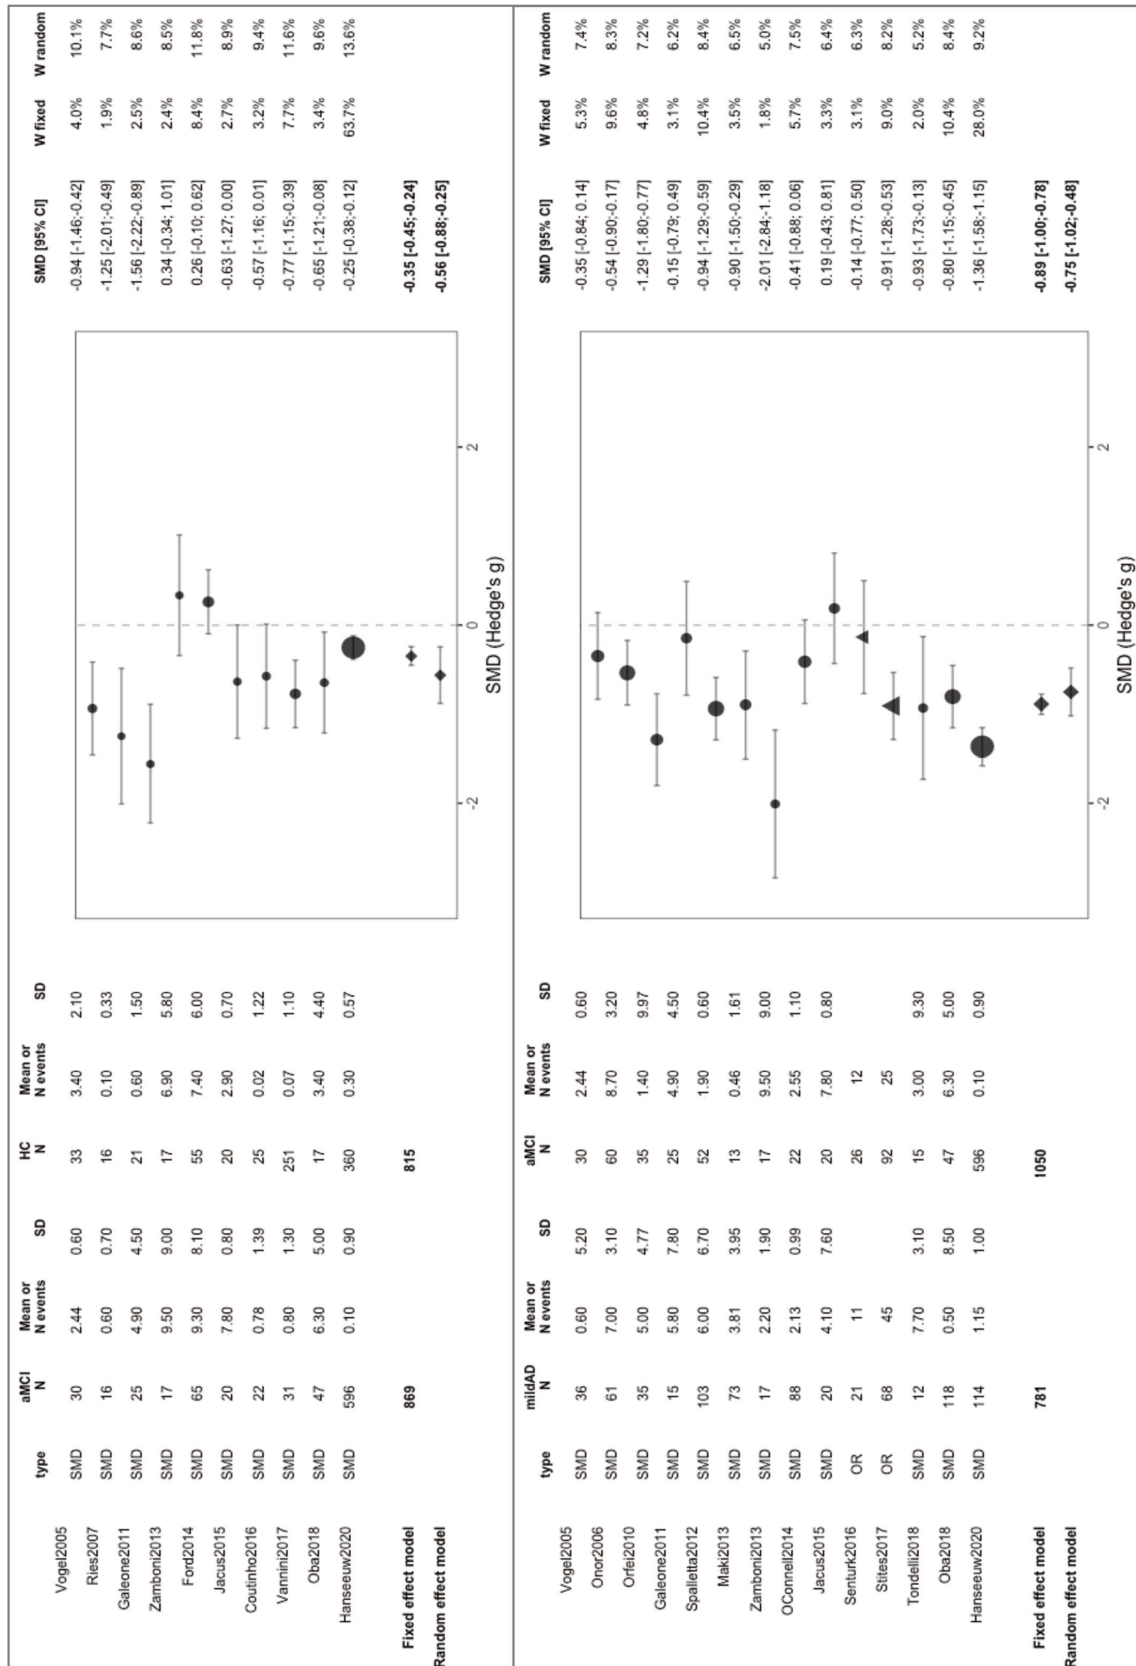 aMCI HC
type N Mean or N events SD N Mean or N events SD SMD [95% CI] W fixed W random
Vogel2005 SMD 30 2.44 0.60 33 3.40 2.10 -0.94 [-1.46;-0.42] 4.0% 10.1%
Ries2007 SMD 16 0.60 0.70 16 0.10 0.33 -1.25 [-2.01;-0.49] 1.9% 7.7%
Galeone2011 SMD 25 4.90 4.50 21 0.60 1.50 -1.56 [-2.22;-0.89] 2.5% 8.6%
Zamboni2013 SMD 17 9.50 9.00 17 6.90 5.80 0.34 [-0.34; 1.01] 2.4% 8.5%
Ford2014 SMD 65 9.30 8.10 55 7.40 6.00 0.26 [-0.10; 0.62] 8.4% 11.8%
Jacus2015 SMD 20 7.80 0.80 20 2.90 0.70 -0.63 [-1.27; 0.00] 2.7% 8.9%
Coutinho2016 SMD 22 0.78 1.39 25 0.02 1.22 -0.57 [-1.16; 0.01] 3.2% 9.4%
Vannini2017 SMD 31 0.80 1.30 251 0.07 1.10 -0.77 [-1.15;-0.39] 7.7% 11.6%
Oba2018 SMD 47 6.30 5.00 17 3.40 4.40 -0.65 [-1.21;-0.08] 3.4% 9.6%
Hanseeuw2020 SMD 596 0.10 0.90 360 0.30 0.57 -0.25 [-0.38;-0.12] 63.7% 13.6%
Fixed effect model 869 815 -0.35 [-0.45;-0.24]
Random effect model -0.56 [-0.88;-0.25]
-2 0 2
SMD (Hedge's g)
mildAD aMCI
type N Mean or N events SD N Mean or N events SD SMD [95% CI] W fixed W random
Vogel2005 SMD 36 0.60 5.20 30 2.44 0.60 -0.35 [-0.84; 0.14] 5.3% 7.4%
Onor2006 SMD 61 7.00 3.10 60 8.70 3.20 -0.54 [-0.90;-0.17] 9.6% 8.3%
Orfei2010 SMD 35 5.00 4.77 35 1.40 9.97 -1.29 [-1.80;-0.77] 4.8% 7.2%
Galeone2011 SMD 15 5.80 7.80 25 4.90 4.50 -0.15 [-0.79; 0.49] 3.1% 6.2%
Spalletta2012 SMD 103 6.00 6.70 52 1.90 0.60 -0.94 [-1.29;-0.59] 10.4% 8.4%
Maki2013 SMD 73 3.81 3.95 13 0.46 1.61 -0.90 [-1.50;-0.29] 3.5% 6.5%
Zamboni2013 SMD 17 2.20 1.90 17 9.50 9.00 -2.01 [-2.84;-1.18] 1.8% 5.0%
OConnell2014 SMD 88 2.13 0.99 22 2.55 1.10 -0.41 [-0.88; 0.06] 5.7% 7.5%
Jacus2015 SMD 20 4.10 7.60 20 7.80 0.80 0.19 [-0.43; 0.81] 3.3% 6.4%
Senturk2016 OR 21 11 26 12 -0.14 [-0.77; 0.50] 3.1% 6.3%
Stites2017 OR 68 45 92 25 -0.91 [-1.28;-0.53] 9.0% 8.2%
Tondelli2018 SMD 12 7.70 3.10 15 3.00 9.30 -0.93 [-1.73;-0.13] 2.0% 5.2%
Oba2018 SMD 118 0.50 8.50 47 6.30 5.00 -0.80 [-1.15;-0.45] 10.4% 8.4%
Hanseeuw2020 SMD 114 1.15 1.00 596 0.10 0.90 -1.36 [-1.58;-1.15] 28.0% 9.2%
Fixed effect model 781 1050 -0.89 [-1.00;-0.78]
Random effect model -0.75 [-1.02;-0.48]
-2 0 2
SMD (Hedge's g)